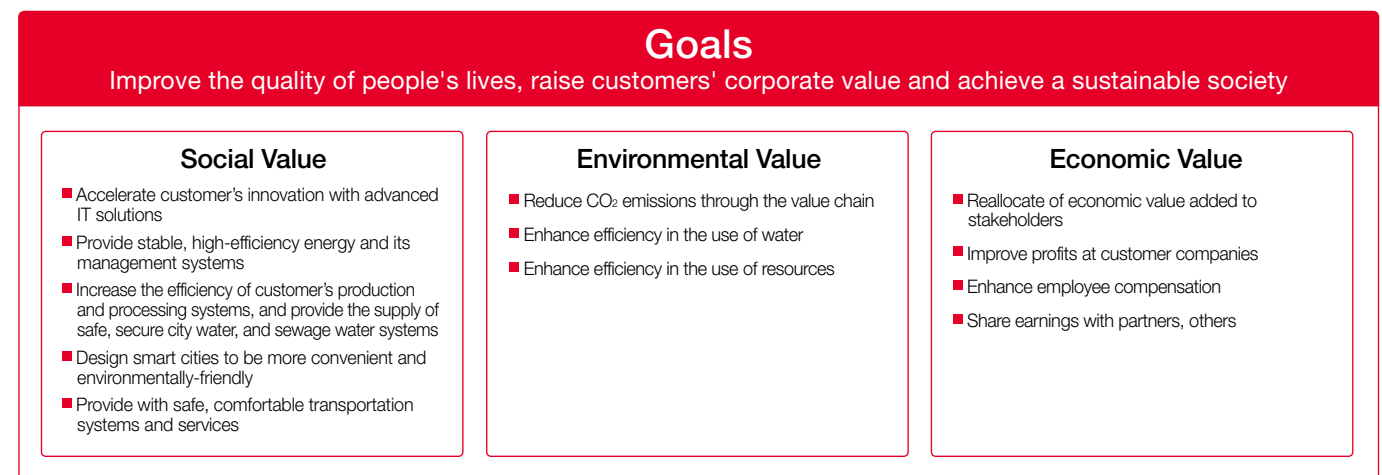 Goals
Improve the quality of people's lives, raise customers' corporate value and achieve a sustainable society
Social Value
Accelerate customer's innovation with advanced
IT solutions
Provide stable, high-efficiency energy and its
management systems
Increase the efficiency of customer's production
and processing systems, and provide the supply of
safe, secure city water, and sewage water systems
Design smart cities to be more convenient and
environmentally-friendly
Provide with safe, comfortable transportation
systems and services
Environmental Value
Reduce CO₂ emissions through the value chain
Enhance efficiency in the use of water
Enhance efficiency in the use of resources
Economic Value
Reallocate of economic value added to
stakeholders
Improve profits at customer companies
Enhance employee compensation
Share earnings with partners, others